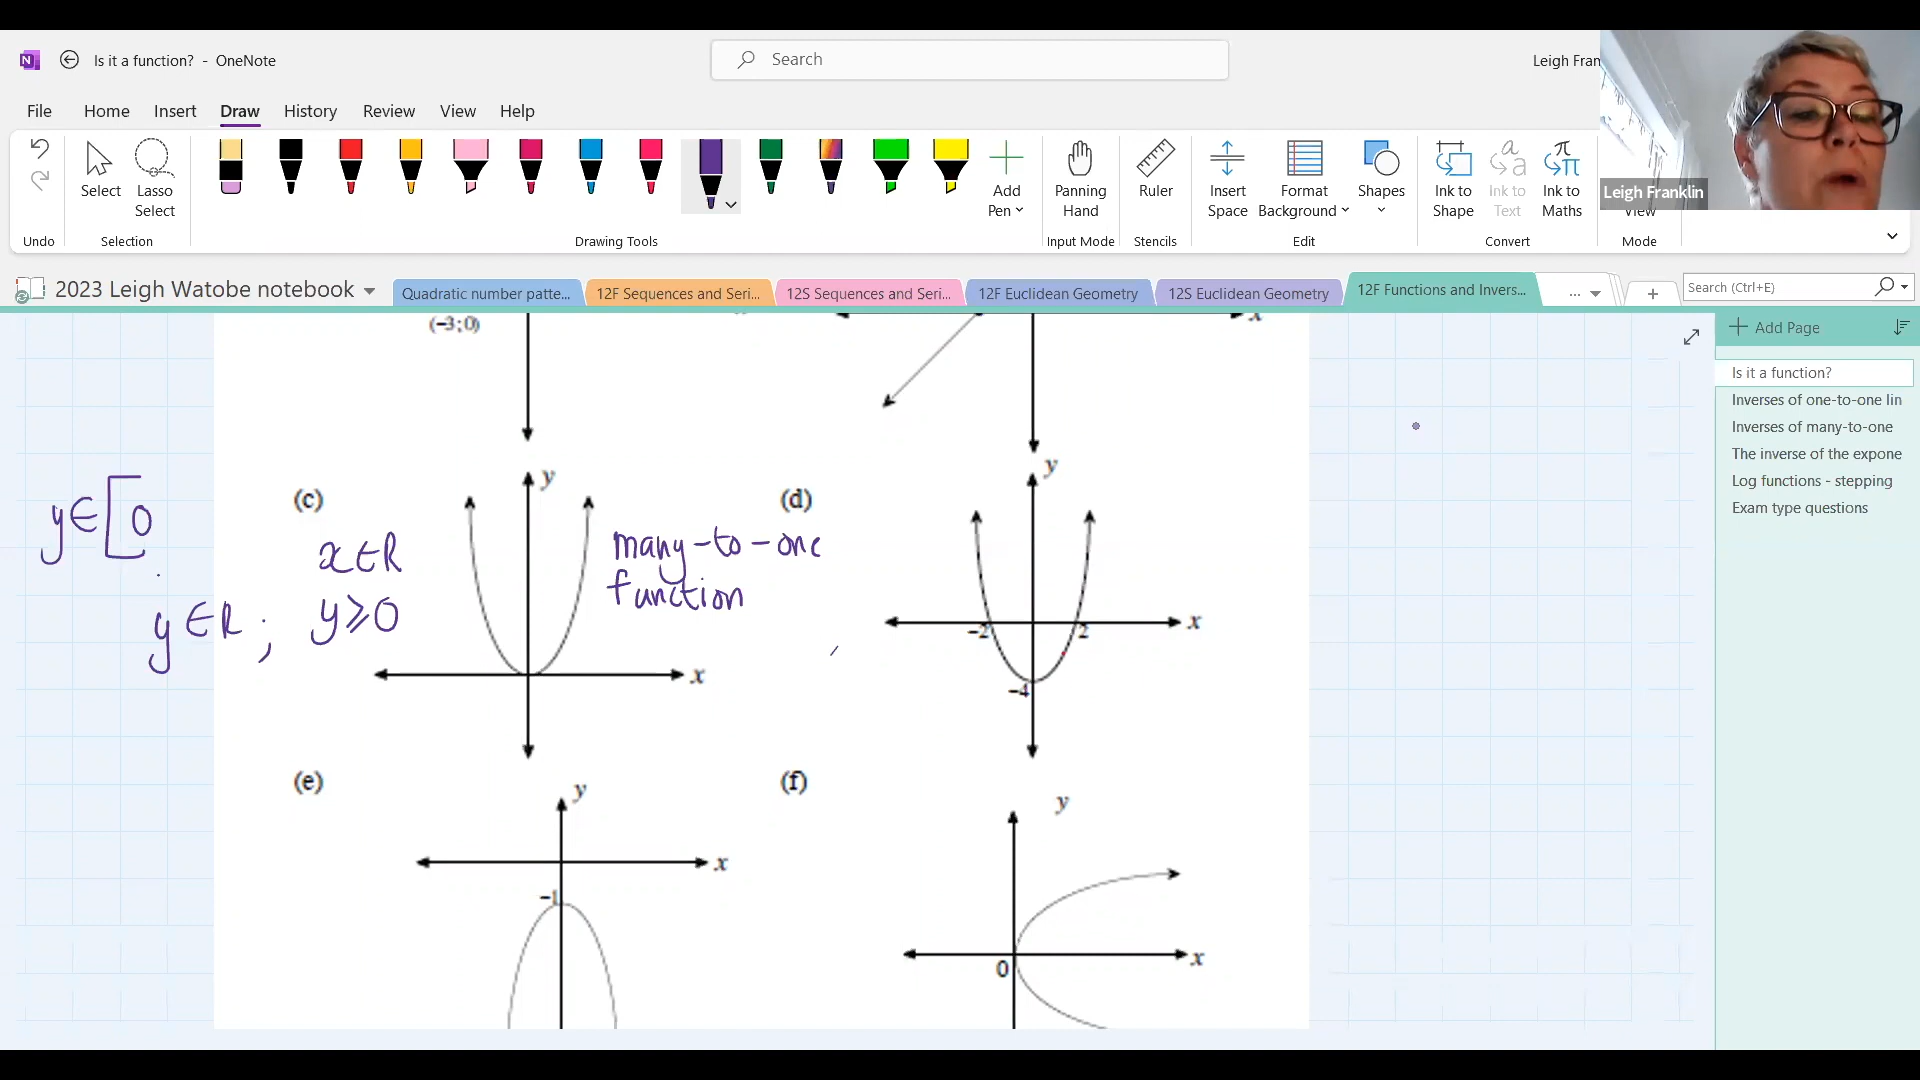 Is it a function? - OneNote
Search
Leigh Fran
File Home Insert Draw History Review View Help
Select
Lasso
Select
Add
Pen
Panning
Hand
Ruler
Insert
Space
Format
Background
Shapes
Ink to
Shape
Ink to
Text
Ink to
Maths
View
Leigh Franklin
Undo Selection Drawing Tools Input Mode Stencils Edit Convert Mode
2023 Leigh Watobe notebook
Quadratic number patte...
12F Sequences and Seri...
12S Sequences and Seri...
12F Euclidean Geometry
12S Euclidean Geometry
12F Functions and Invers...
...
Search (Ctrl+E)
Add Page
Is it a function?
Inverses of one-to-one lin
Inverses of many-to-one
The inverse of the expone
Log functions - stepping
Exam type questions
(-3;0)
x
(c)
y
y∈[0
x∈R
y∈R; y≥0
many-to-one
function
x
(d)
y
-2
2
x
-4
(e)
y
x
-1
(f)
y
0
x